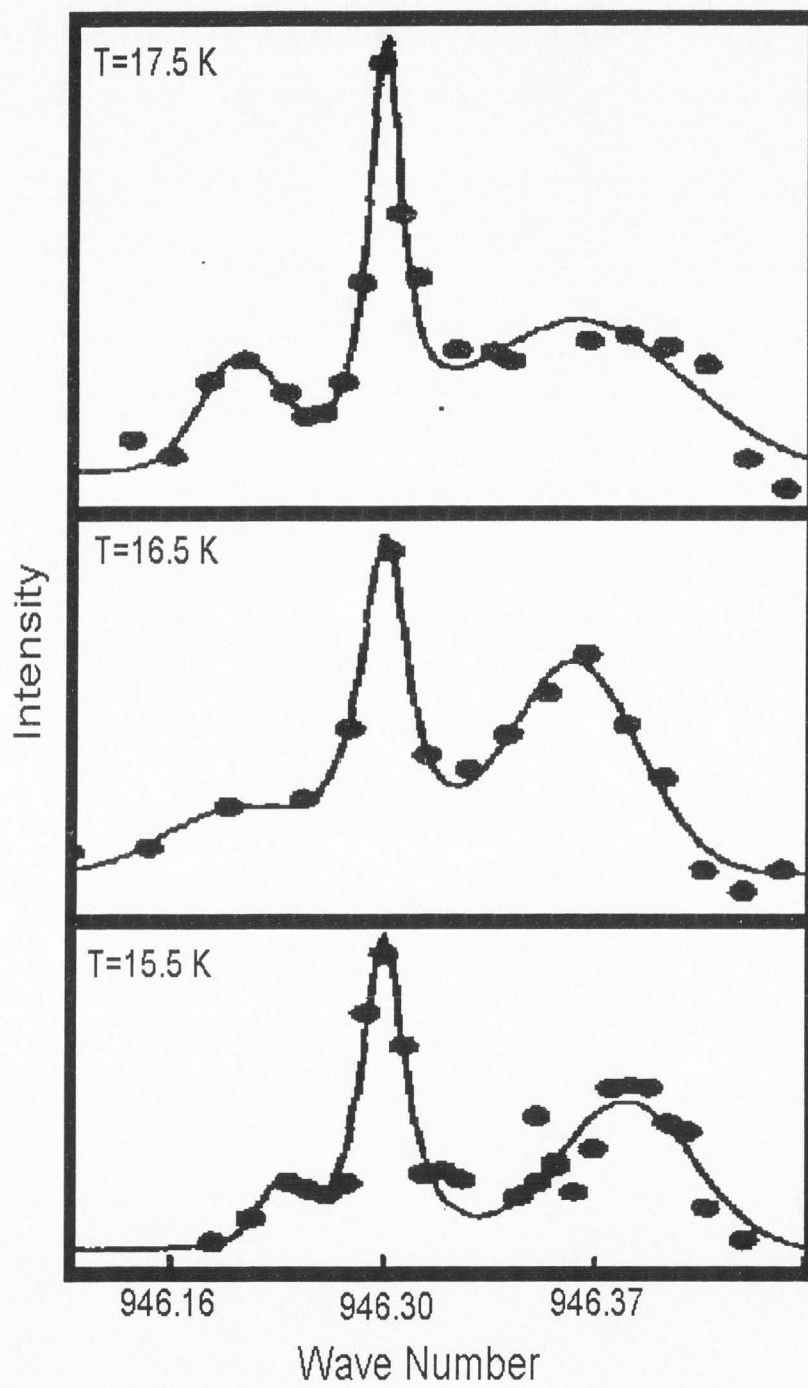 T=17.5 K
T=16.5 K
T=15.5 K
Intensity
946.16 946.30 946.37
Wave Number